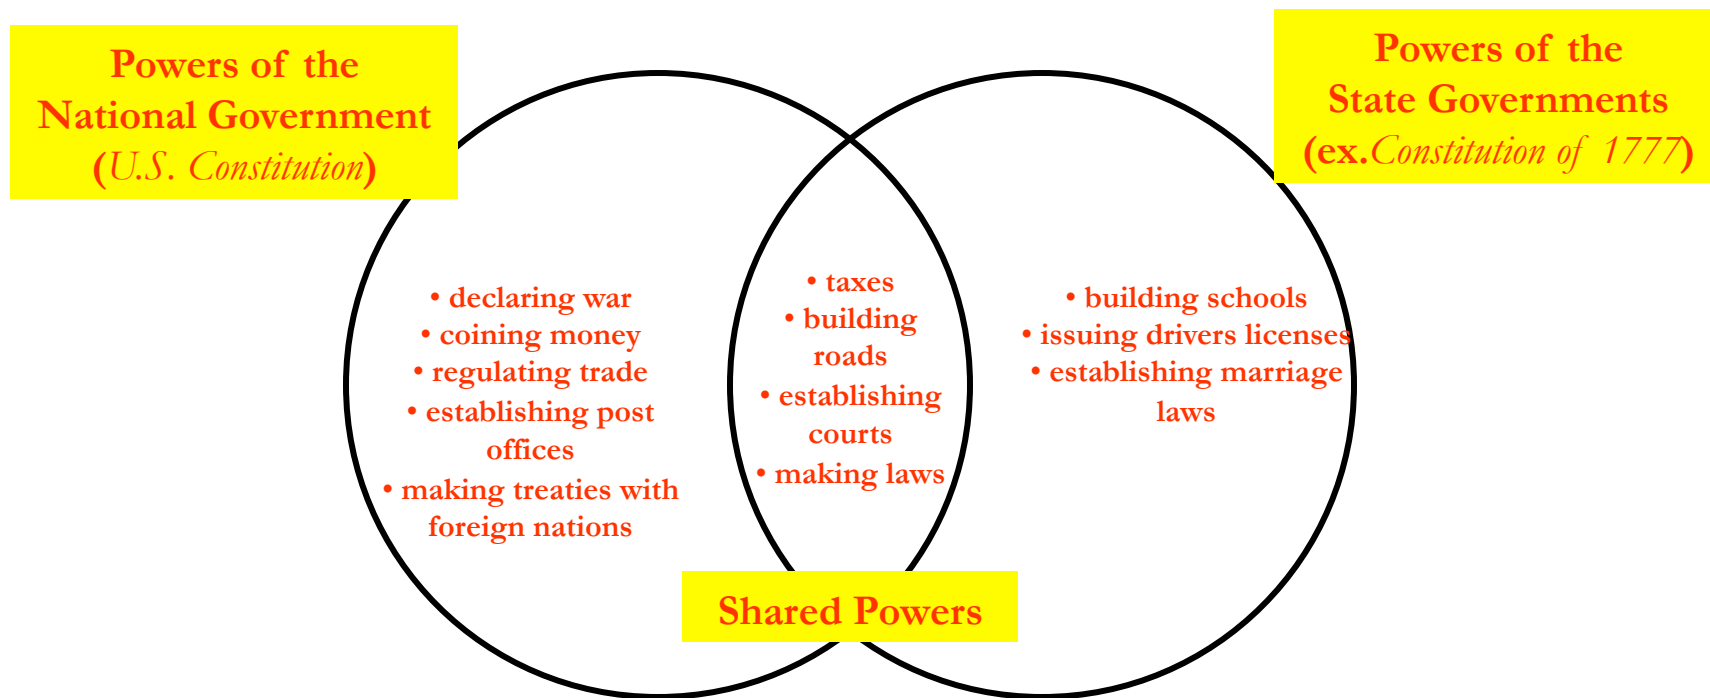 Powers of the
National Government
(U.S. Constitution)
Powers of the
State Governments
(ex.Constitution of 1777)
• declaring war
• coining money
• regulating trade
• establishing post
offices
• making treaties with
foreign nations
• taxes
• building
roads
• establishing
courts
• making laws
• building schools
• issuing drivers licenses
• establishing marriage
laws
Shared Powers